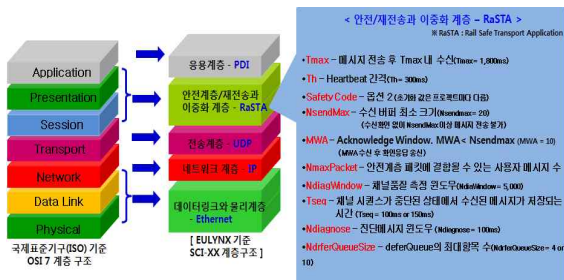 Application
Presentation
Session
Transport
Network
Data Link
Physical
국제표준기구(ISO) 기준
OSI 7 계층 구조
응용계층 - PDI
안전계층/재전송과
이중화 계층 - RaSTA
전송계층 - UDP
네트워크 계층 - IP
데이터링크와 물리계층
- Ethernet
[ EULYNX 기준
SCI-XX 계층구조 ]
< 안전/재전송과 이중화 계층 – RaSTA >
※ RaSTA : Rail Safe Transport Application
•Tmax – 메시지 전송 후 Tmax 내 수신(Tmax= 1,800ms)
•Th – Heartbeat 간격(Th= 300ms)
•Safety Code – 옵션 2 (초기화 값은 프로젝트마다 다름)
•NsendMax – 수신 버퍼 최소 크기(Nsendmax= 20)
(수신확인 없이 NsendMax이상 메시지 전송 불가)
•MWA – Acknowledge Window. MWA< Nsendmax (MWA = 10)
(MWA수신 후 확인응답 송신)
•NmaxPacket – 안전계층 패킷에 결합될 수 있는 사용자 메시지 수
•NdiagWindow – 채널품질 측정 윈도우(NdiaWindow= 5,000)
•Tseq – 채널 시퀀스가 중단된 상태에서 수신된 메시지가 저장되는
시간 (Tseq = 100ms or 150ms)
•Ndiagnose – 진단메시지 윈도우 (Ndiagnose= 100ms)
•NdrferQueueSize – deferQueue의 최대항목 수(NdrferQueueSize = 4 or
10)